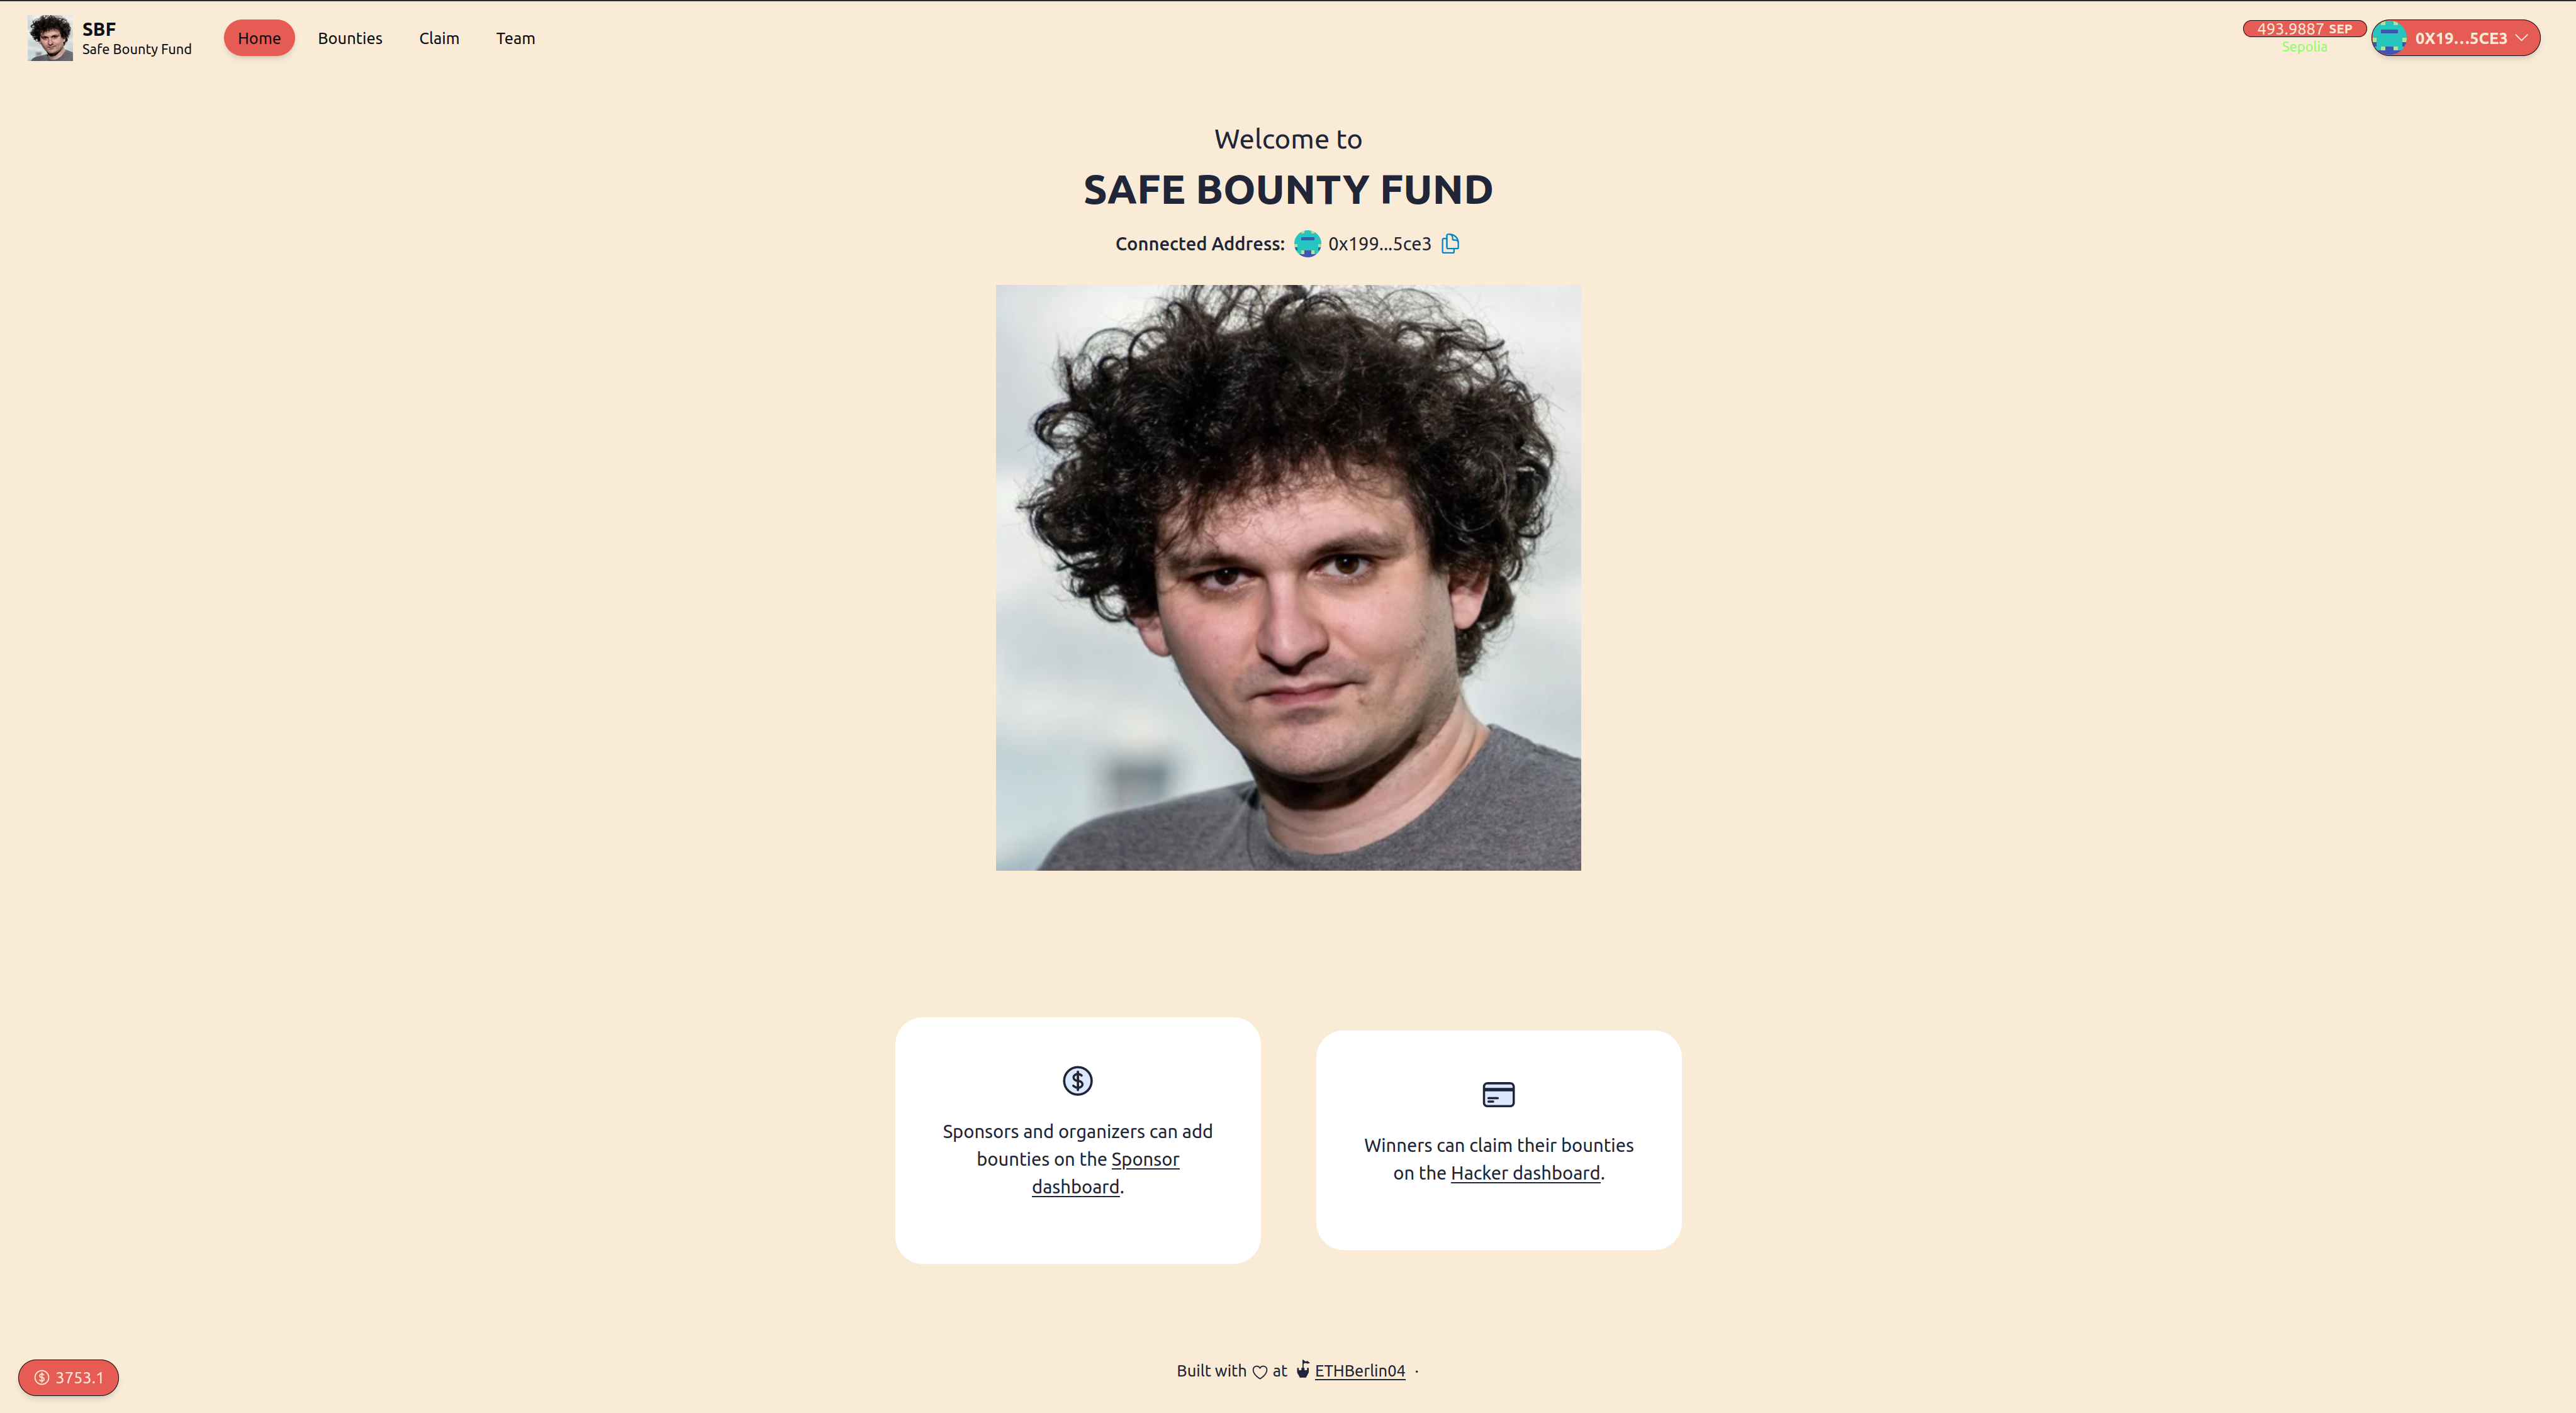 SBF
Safe Bounty Fund
Home
Bounties
Claim
Team
493.9887 SEP
Sepolia
0X19...5CE3
Welcome to
SAFE BOUNTY FUND
Connected Address: 0x199...5ce3
Sponsors and organizers can add
bounties on the Sponsor
dashboard.
Winners can claim their bounties
on the Hacker dashboard.
3753.1
Built with ♡ at ETHBerlin04 ·